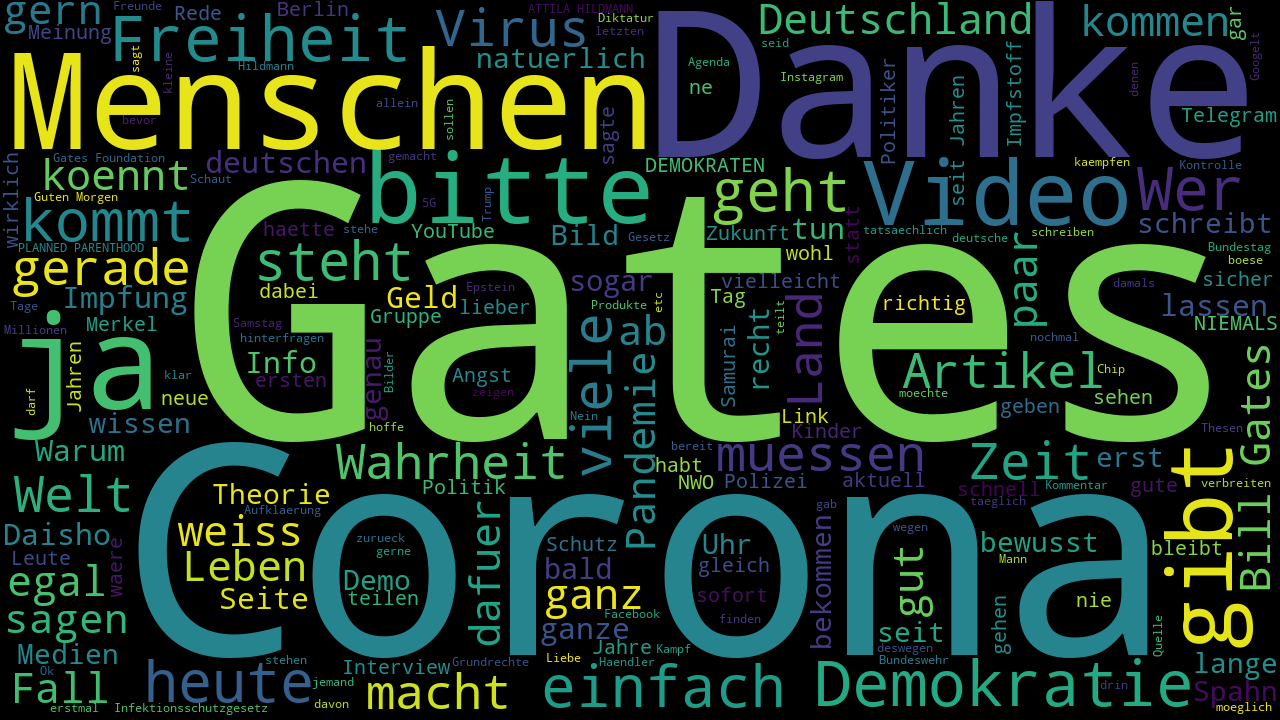 gern
Freunde
Rede
Berlin
ATTILA HILDMANN
Diktatur
Deutschland
kommen
gar
Meinung
Freiheit
Virus
letzten
natuerlich
Hildmann
sagt
kleine
seid
Googelt
Menschen
Danke
Agenda
ne
Instagram
Politiker
seit Jahren
Impfstoff
denen
Telegram
allein
sollen
bevor
sagte
wirklich
Gates Foundation
deutschen
gemacht
DEMOKRATEN
kaempfen
Kontrolle
koennt
Schaut
Guten Morgen
bitte
geht
Video
Wer
kommt
haette
stehe
5G
Trump
YouTube
Bild
Gesetz
Zukunft
tun
statt
tatsaechlich
deutsche
schreiben
schreibt
PLANNED PARENTHOOD
Bundestag
gerade
steht
wohl
boese
Gates
Epstein
sogar
vielleicht
paar
damals
sicher
Tage
Impfung
dabei
Geld
lieber
Produkte
etc
Tag
richtig
lassen
Millionen
Merkel
Samstag
Gruppe
teilt
Land
NIEMALS
ja
hinterfragen
viele
ab
Samurai
recht
nochmal
Jahren
Info
genau
Bilder
Angst
Artikel
Chip
klar
ersten
zeigen
moechte
sehen
darf
neue
Pandemie
geben
wissen
hoffe
Nein
Link
Thesen
Kinder
Warum
Wahrheit
bereit
muessen
Zeit
erst
Bill Gates
habt
Politik
NWO
Polizei
aktuell
schnell
Kommentar
gute
verbreiten
Welt
Theorie
Aufklaerung
taeglich
gibt
Corona
gab
Daisho
weiss
zurueck
dafuer
Schutz
Uhr
wegen
bewusst
bleibt
Leute
waere
gerne
gleich
Mann
egal
Leben
Demo
bald
bekommen
gut
Seite
teilen
ganz
sofort
nie
sagen
Facebook
finden
gehen
Quelle
ganze
seit
Medien
Jahre
Kampf
deswegen
stehen
Liebe
Haendler
Bundeswehr
Ok
Interview
Grundrechte
lange
Fall
heute
jemand
macht
einfach
Demokratie
drin
Spahn
erstmal
Infektionsschutzgesetz
davon
moeglich